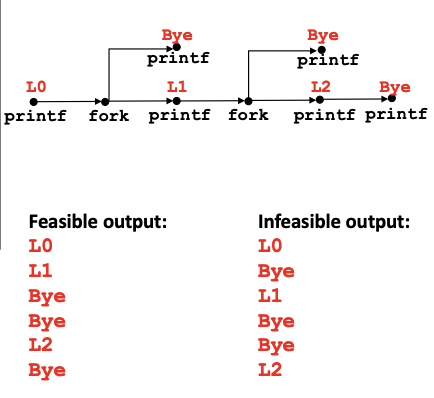 Bye Bye
printf printf
L0 L1 L2 Bye
printf fork printf fork printf printf
Feasible output: Infeasible output:
L0 L0
L1 Bye
Bye L1
Bye Bye
L2 Bye
Bye L2